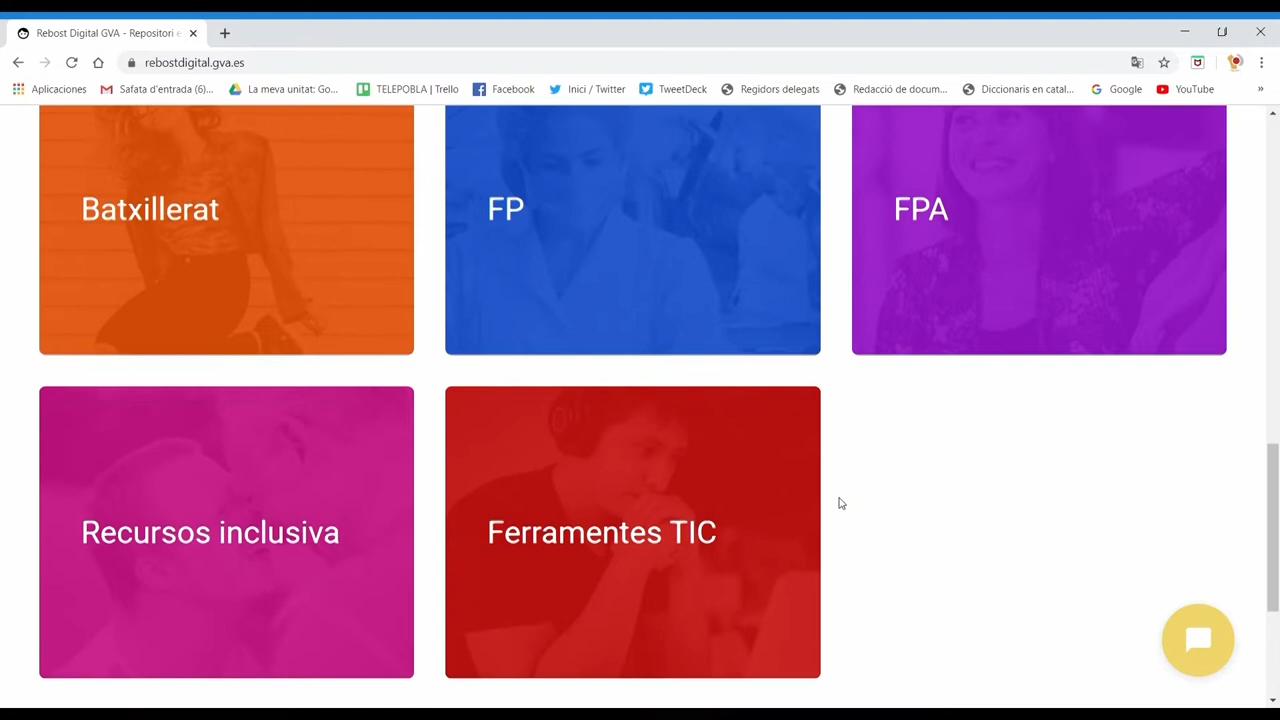 Rebost Digital GVA - Repositori e
rebostdigital.gva.es
Aplicaciones
Safata d'entrada (6)...
La meva unitat: Go...
TELEPOBLA | Trello
Facebook
Inici / Twitter
TweetDeck
Regidors delegats
Redacció de docum...
Diccionaris en catal...
Google
YouTube
»
Batxillerat
FP
FPA
Recursos inclusiva
Ferramentes TIC